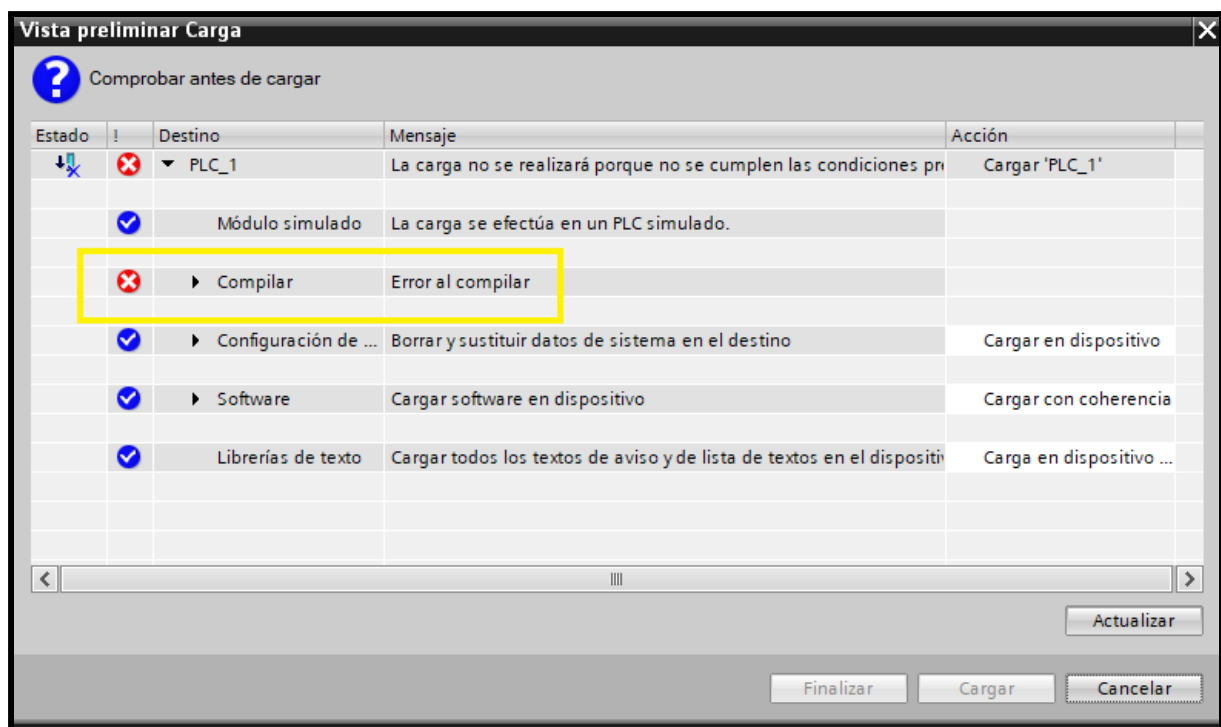 Vista preliminar Carga
Comprobar antes de cargar
Estado ! Destino Mensaje Acción
PLC_1 La carga no se realizará porque no se cumplen las condiciones Cargar 'PLC_1'
Módulo simulado La carga se efectúa en un PLC simulado.
Compilar Error al compilar
Configuración de ... Borrar y sustituir datos de sistema en el destino Cargar en dispositivo
Software Cargar software en dispositivo Cargar con coherencia
Librerías de texto Cargar todos los textos de aviso y de lista de textos en el Carga en dispositivo ...
Actualizar
Finalizar Cargar Cancelar